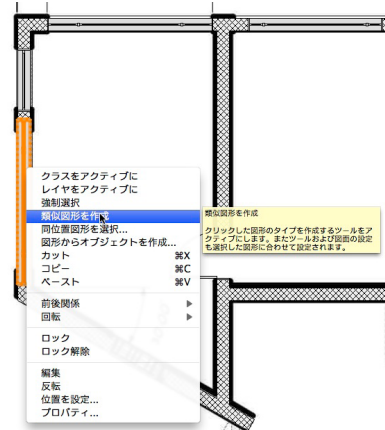 クラスをアクティブに
レイヤをアクティブに
強制選択
類似図形を作成
同位置図形を選択...
図形からオブジェクトを作成...
カット ⌘X
コピー ⌘C
ペースト ⌘V
前後関係 ▶
回転 ▶
ロック
ロック解除
編集
反転
位置を設定...
プロパティ...
類似図形を作成
クリックした図形のタイプを作成するツールをア
クティブにします。またツールおよび図面の設定
も選択した図形に合わせて設定されます。